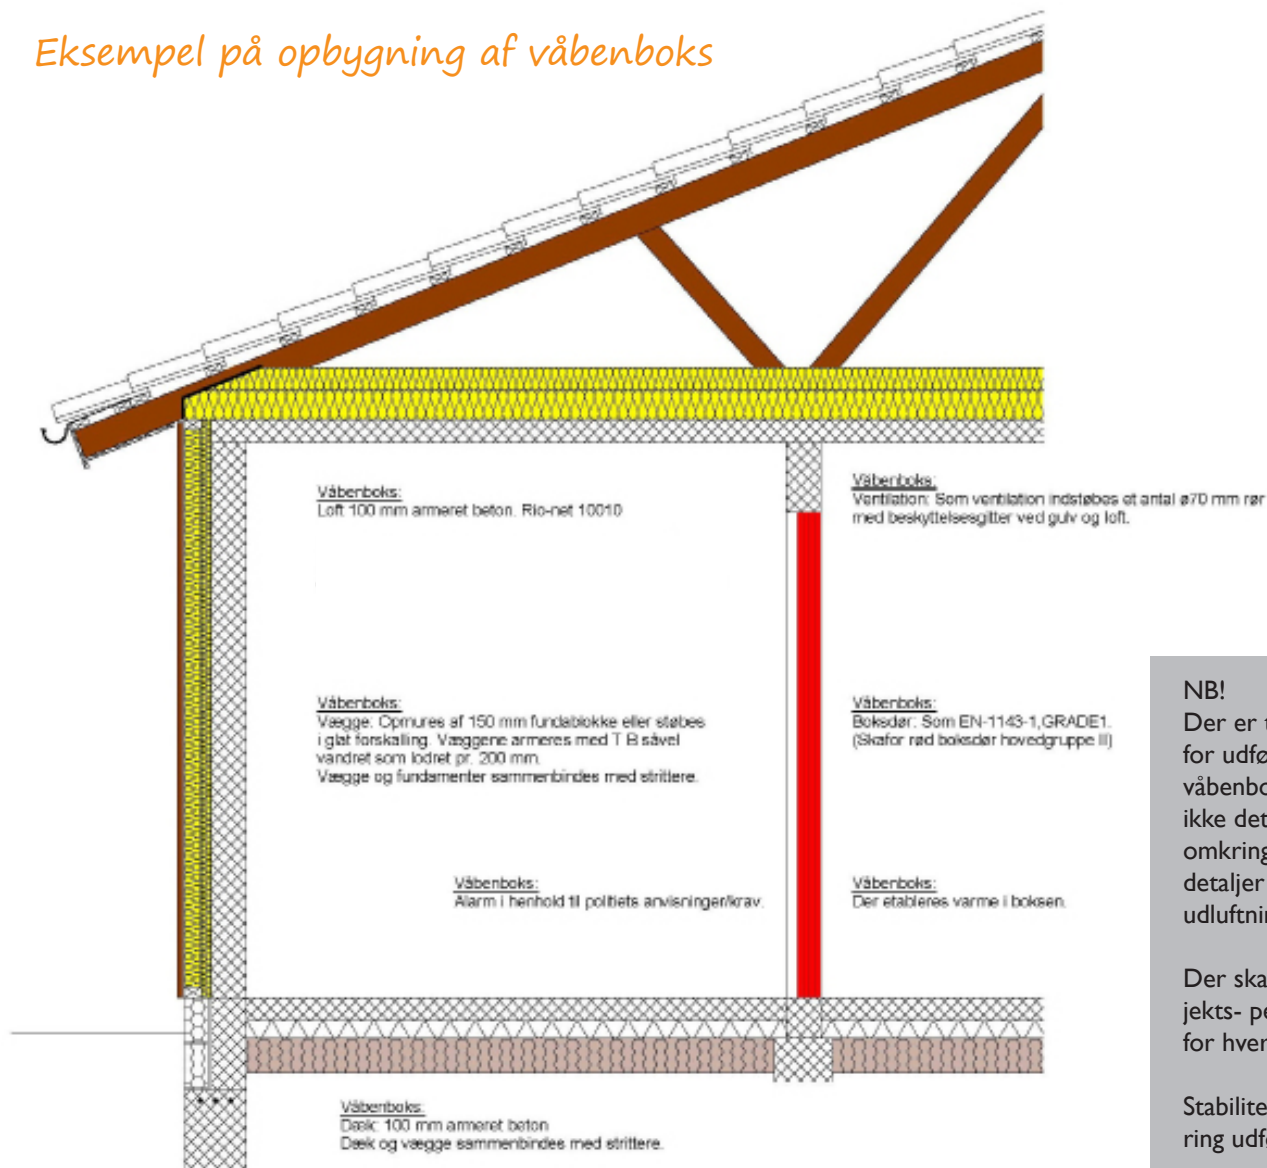 Eksempel på opbygning af våbenboks
Våbenboks:
Loft 100 mm armeret beton. Rio-net 10010
Våbenboks:
Ventilation: Som ventilation indstøbes et antal ø70 mm rør
med beskyttelsesgitter ved gulv og loft.
Våbenboks:
Vægge: Opmures af 150 mm fundablokke eller støbes
i glat forskalling. Væggene armeres med T B såvel
vandret som lodret pr. 200 mm.
Vægge og fundamenter sammenbindes med strittere.
Våbenboks:
Boksdør: Som EN-1143-1,GRADE1.
(Skafor rød boksdør hovedgruppe II)
Våbenboks:
Alarm i henhold til politiets anvisninger/krav.
Våbenboks:
Der etableres varme i boksen.
Våbenboks:
Dæk: 100 mm armeret beton
Dæk og vægge sammenbindes med strittere.
NB!
Der er
for udfø
våbenbo
ikke det
omkring
detaljer
udluftnin
Der ska
jekts- pe
for hver
Stabilite
ring udfø